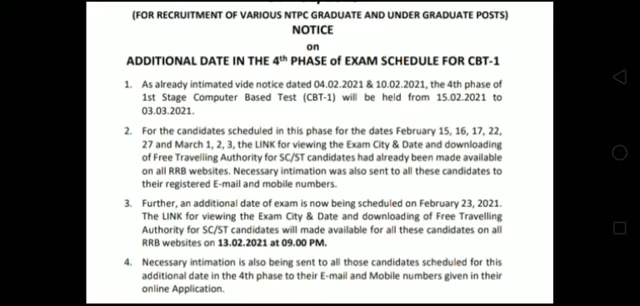 (FOR RECRUITMENT OF VARIOUS NTPC GRADUATE AND UNDER GRADUATE POSTS)
NOTICE
on
ADDITIONAL DATE IN THE 4th PHASE of EXAM SCHEDULE FOR CBT-1
1. As already intimated vide notice dated 04.02.2021 & 10.02.2021, the 4th phase of
1st Stage Computer Based Test (CBT-1) will be held from 15.02.2021 to
03.03.2021.
2. For the candidates scheduled in this phase for the dates February 15, 16, 17, 22,
27 and March 1, 2, 3, the LINK for viewing the Exam City & Date and downloading
of Free Travelling Authority for SC/ST candidates had already been made available
on all RRB websites. Necessary intimation was also sent to all these candidates to
their registered E-mail and mobile numbers.
3. Further, an additional date of exam is now being scheduled on February 23, 2021.
The LINK for viewing the Exam City & Date and downloading of Free Travelling
Authority for SC/ST candidates will made available for all these candidates on all
RRB websites on 13.02.2021 at 09.00 PM.
4. Necessary intimation is also being sent to all those candidates scheduled for this
additional date in the 4th phase to their E-mail and Mobile numbers given in their
online Application.